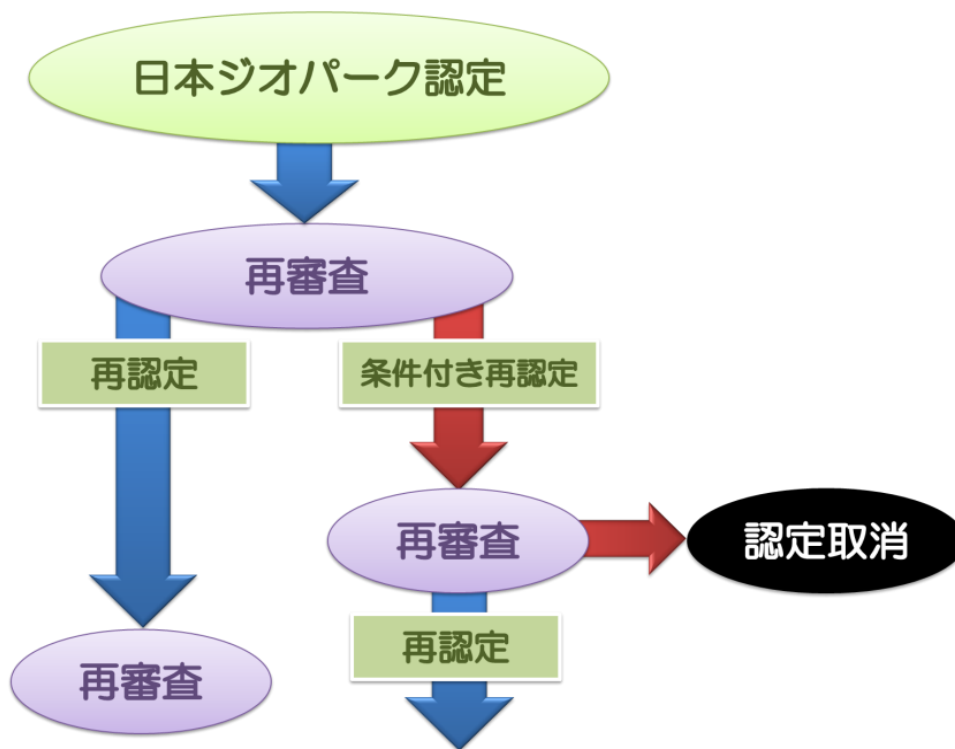 日本ジオパーク認定
再審査
再認定
条件付き再認定
再審査
認定取消
再認定
再審査